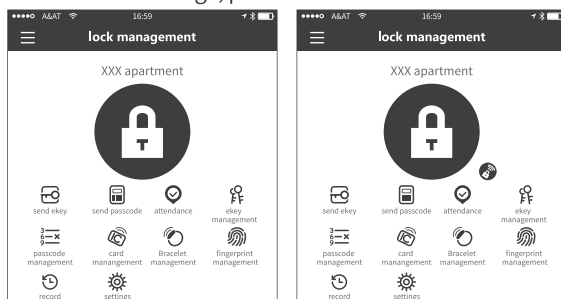 A&AT 16:59
lock management
XXX apartment
T
send ekey send passcode attendance ekey management
passcode management card manangement Bracelet management fingerprint management
record settings
A&AT 16:59
lock management
XXX apartment
T
send ekey send passcode attendance ekey management
passcode management card manangement Bracelet management fingerprint management
record settings